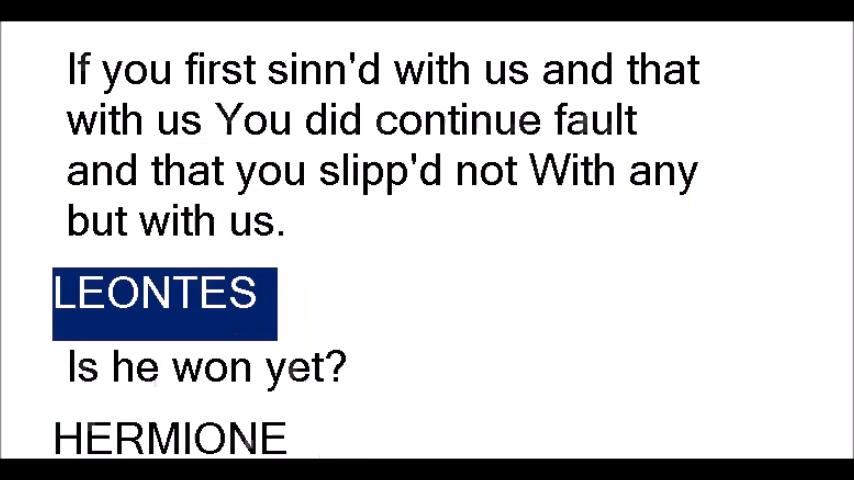 If you first sinn'd with us and that
with us You did continue fault
and that you slipp'd not With any
but with us.
LEONTES
Is he won yet?
HERMIONE